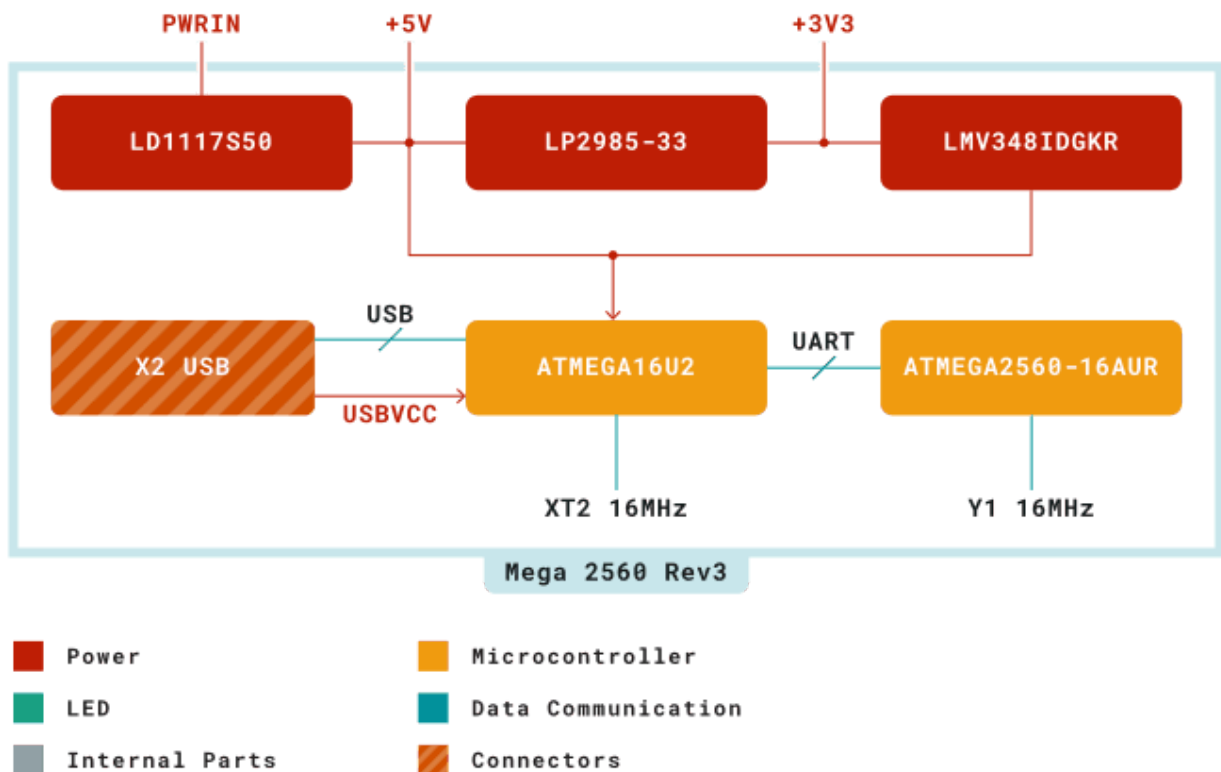 PWRIN
+5V
+3V3
LD1117S50
LP2985-33
LMV348IDGKR
USB
UART
X2 USB
ATMEGA16U2
ATMEGA2560-16AUR
USBVCC
XT2 16MHz
Y1 16MHz
Mega 2560 Rev3
Power
Microcontroller
LED
Data Communication
Internal Parts
Connectors